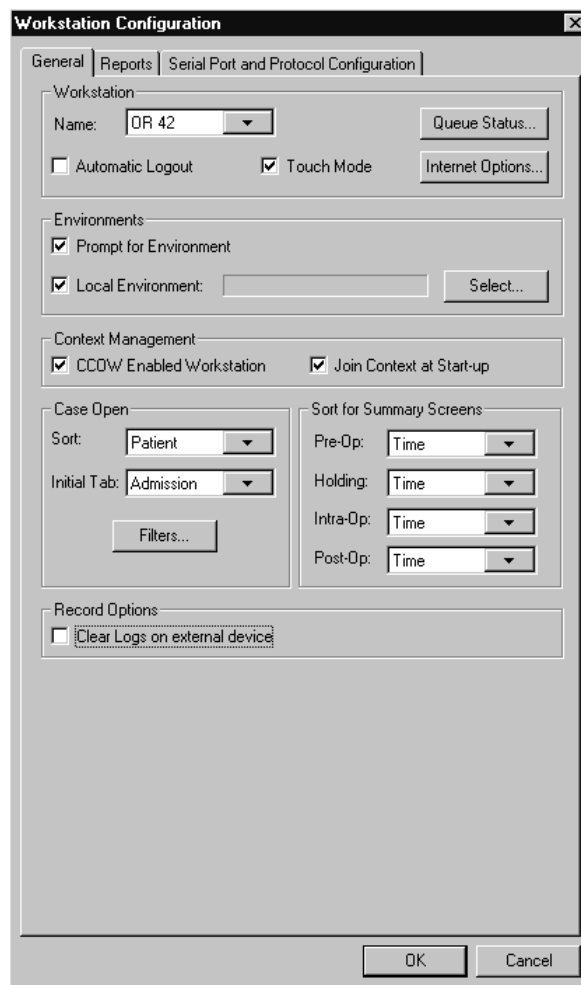 Workstation Configuration
General Reports Serial Port and Protocol Configuration
Workstation
Name: OR 42 Queue Status...
Automatic Logout Touch Mode Internet Options...
Environments
Prompt for Environment
Local Environment: Select...
Context Management
CCOW Enabled Workstation Join Context at Start-up
Case Open
Sort: Patient
Initial Tab: Admission
Filters...
Sort for Summary Screens
Pre-Op: Time
Holding: Time
Intra-Op: Time
Post-Op: Time
Record Options
Clear Logs on external device
OK Cancel